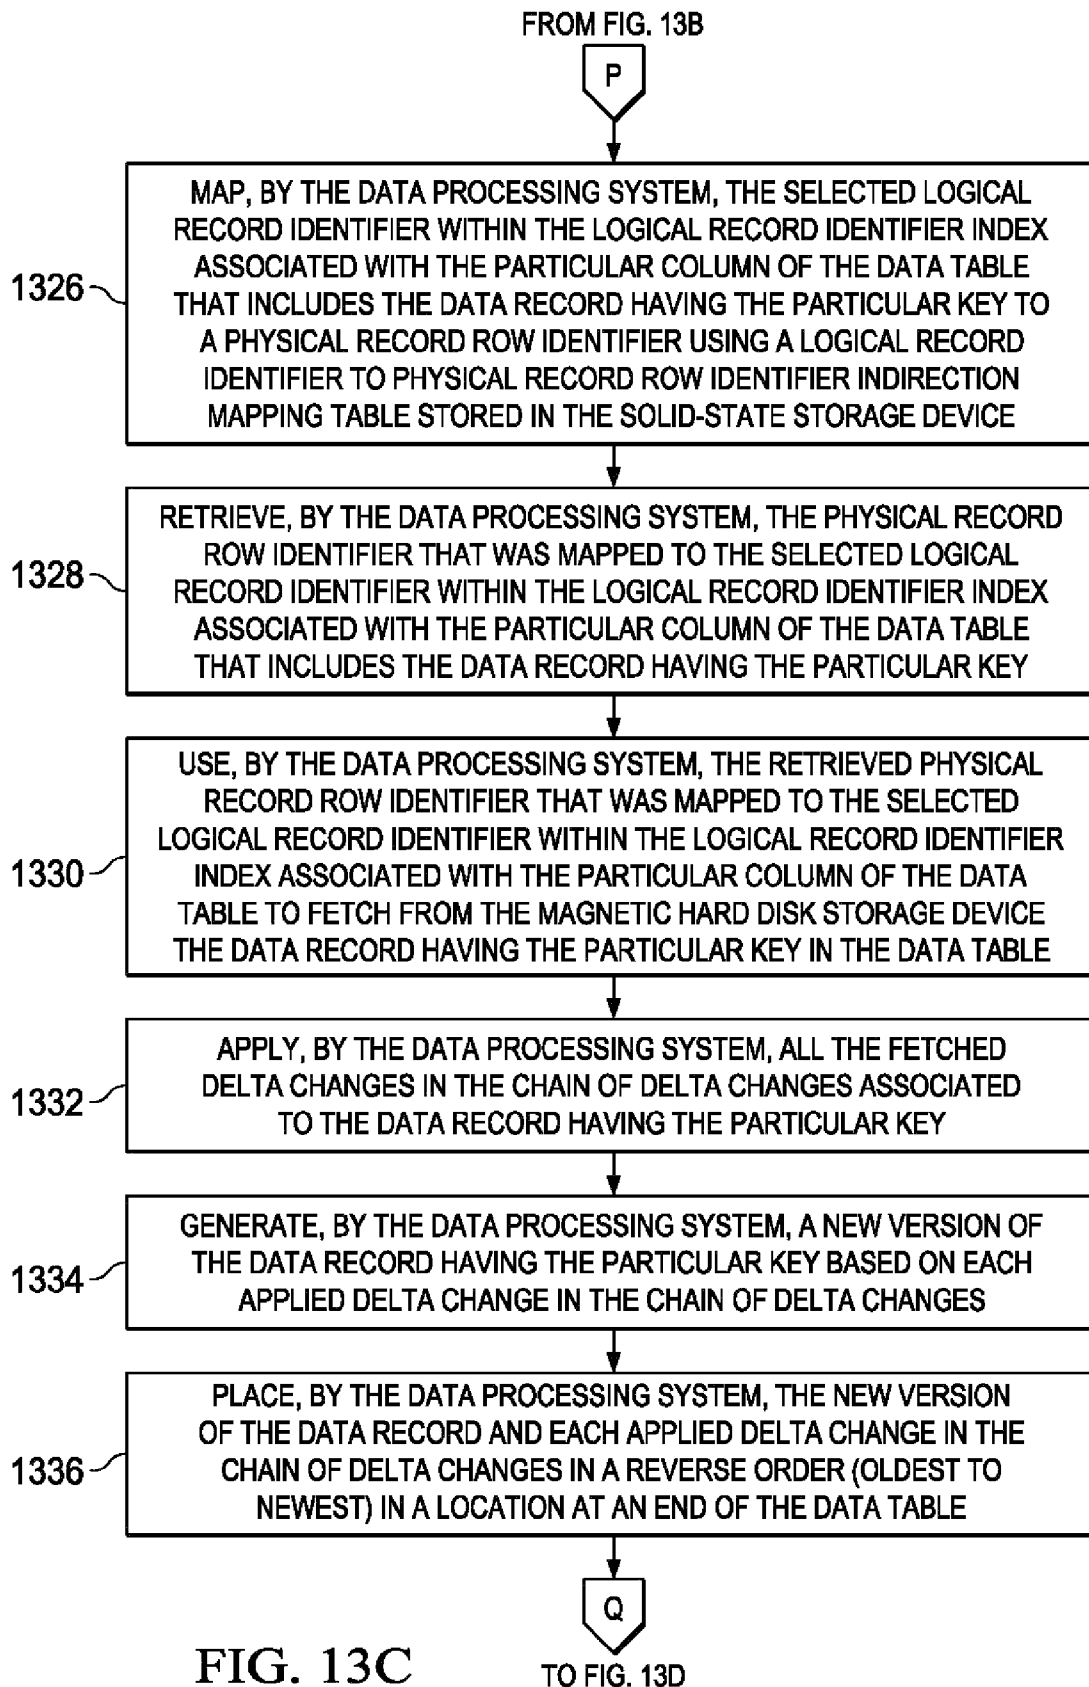 FROM FIG. 13B
P
1326
MAP, BY THE DATA PROCESSING SYSTEM, THE SELECTED LOGICAL
RECORD IDENTIFIER WITHIN THE LOGICAL RECORD IDENTIFIER INDEX
ASSOCIATED WITH THE PARTICULAR COLUMN OF THE DATA TABLE
THAT INCLUDES THE DATA RECORD HAVING THE PARTICULAR KEY TO
A PHYSICAL RECORD ROW IDENTIFIER USING A LOGICAL RECORD
IDENTIFIER TO PHYSICAL RECORD ROW IDENTIFIER INDIRECTION
MAPPING TABLE STORED IN THE SOLID-STATE STORAGE DEVICE
1328
RETRIEVE, BY THE DATA PROCESSING SYSTEM, THE PHYSICAL RECORD
ROW IDENTIFIER THAT WAS MAPPED TO THE SELECTED LOGICAL
RECORD IDENTIFIER WITHIN THE LOGICAL RECORD IDENTIFIER INDEX
ASSOCIATED WITH THE PARTICULAR COLUMN OF THE DATA TABLE
THAT INCLUDES THE DATA RECORD HAVING THE PARTICULAR KEY
1330
USE, BY THE DATA PROCESSING SYSTEM, THE RETRIEVED PHYSICAL
RECORD ROW IDENTIFIER THAT WAS MAPPED TO THE SELECTED
LOGICAL RECORD IDENTIFIER WITHIN THE LOGICAL RECORD IDENTIFIER
INDEX ASSOCIATED WITH THE PARTICULAR COLUMN OF THE DATA
TABLE TO FETCH FROM THE MAGNETIC HARD DISK STORAGE DEVICE
THE DATA RECORD HAVING THE PARTICULAR KEY IN THE DATA TABLE
1332
APPLY, BY THE DATA PROCESSING SYSTEM, ALL THE FETCHED
DELTA CHANGES IN THE CHAIN OF DELTA CHANGES ASSOCIATED
TO THE DATA RECORD HAVING THE PARTICULAR KEY
1334
GENERATE, BY THE DATA PROCESSING SYSTEM, A NEW VERSION OF
THE DATA RECORD HAVING THE PARTICULAR KEY BASED ON EACH
APPLIED DELTA CHANGE IN THE CHAIN OF DELTA CHANGES
1336
PLACE, BY THE DATA PROCESSING SYSTEM, THE NEW VERSION
OF THE DATA RECORD AND EACH APPLIED DELTA CHANGE IN THE
CHAIN OF DELTA CHANGES IN A REVERSE ORDER (OLDEST TO
NEWEST) IN A LOCATION AT AN END OF THE DATA TABLE
Q
TO FIG. 13D
FIG. 13C